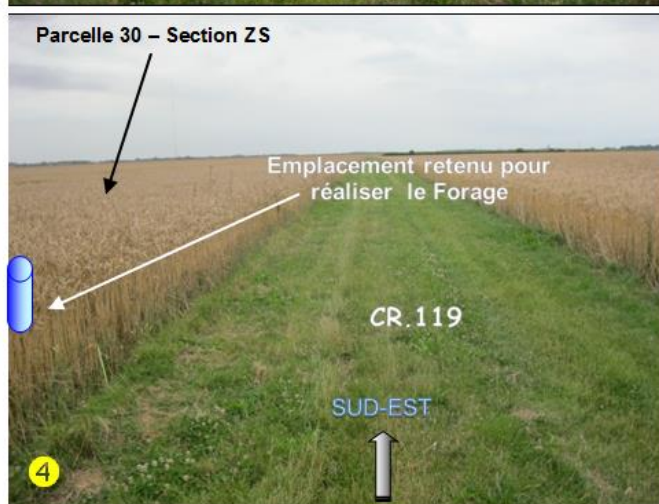 Parcelle 30 – Section ZS
Emplacement retenu pour
réaliser le Forage
CR.119
SUD-EST
4